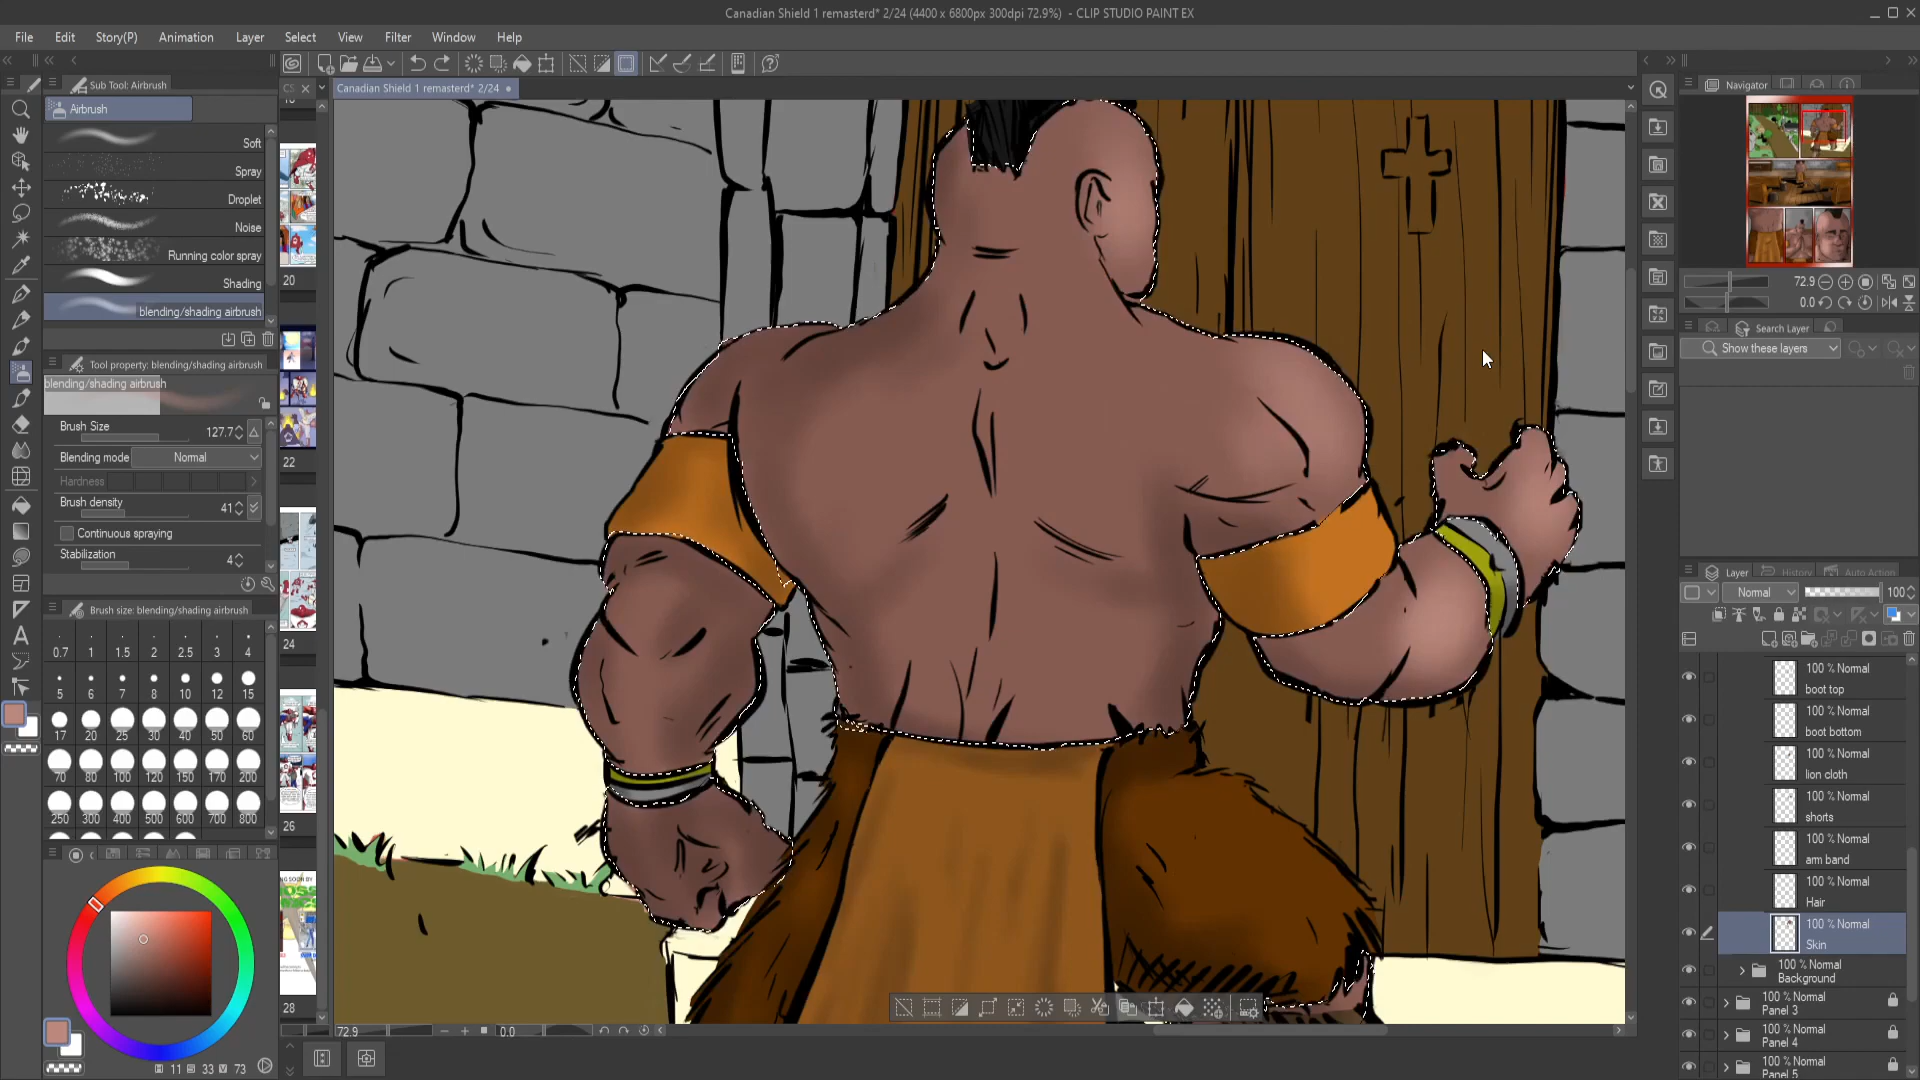 Canadian Shield 1 remasterd* 2/24 (4400 x 6800px 300dpi 72.9%) - CLIP STUDIO PAINT EX
File Edit Story(P) Animation Layer Select View Filter Window Help
Sub Tool: Airbrush
Canadian Shield 1 remasterd* 2/24
Navigator
Airbrush
Soft
Spray
Droplet
Noise
Running color spray
Shading
blending/shading airbrush
Tool property: blending/shading airbrush
blending/shading airbrush
Brush Size 127.7
Blending mode Normal
Hardness
Brush density 41
Continuous spraying
Stabilization 4
Brush size: blending/shading airbrush
0.7 1 1.5 2 2.5 3 4
5 6 7 8 10 12 15
17 20 25 30 40 50 60
70 80 100 120 150 170 200
250 300 400 500 600 700 800
11 33 73
20
22
24
26
28
72.9 0.0
72.9
0.0
Search Layer
Show these layers
Layer History Auto Action
Normal 100
100 % Normal
boot top
100 % Normal
boot bottom
100 % Normal
lion cloth
100 % Normal
shorts
100 % Normal
arm band
100 % Normal
Hair
100 % Normal
Skin
100 % Normal
Background
100 % Normal
Panel 3
100 % Normal
Panel 4
100 % Normal
Panel 5